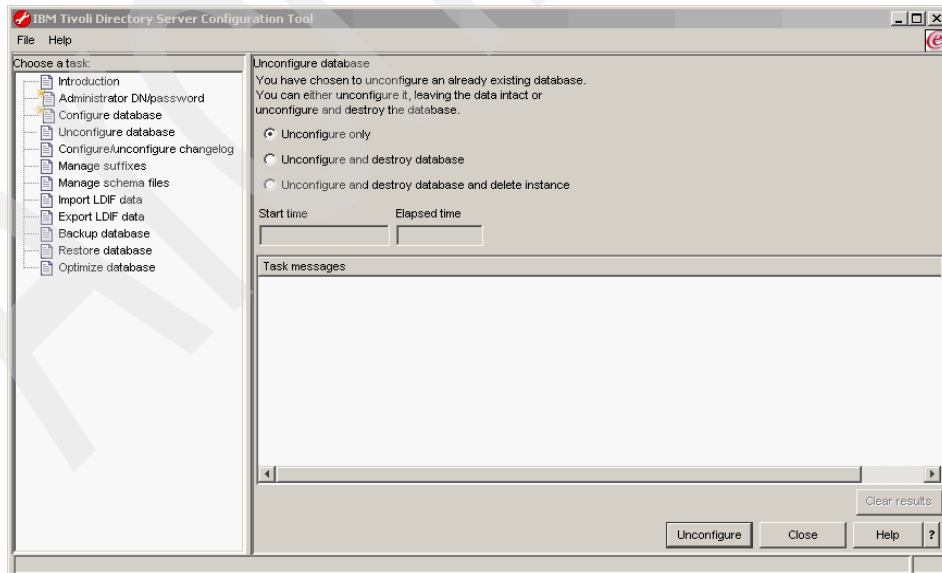 IBM Tivoli Directory Server Configuration Tool
File Help
Choose a task:
Introduction
Administrator DN/password
Configure database
Unconfigure database
Configure/unconfigure changelog
Manage suffixes
Manage schema files
Import LDIF data
Export LDIF data
Backup database
Restore database
Optimize database
Unconfigure database
You have chosen to unconfigure an already existing database.
You can either unconfigure it, leaving the data intact or
unconfigure and destroy the database.
Unconfigure only
Unconfigure and destroy database
Unconfigure and destroy database and delete instance
Start time Elapsed time
Task messages
Clear results
Unconfigure Close Help ?